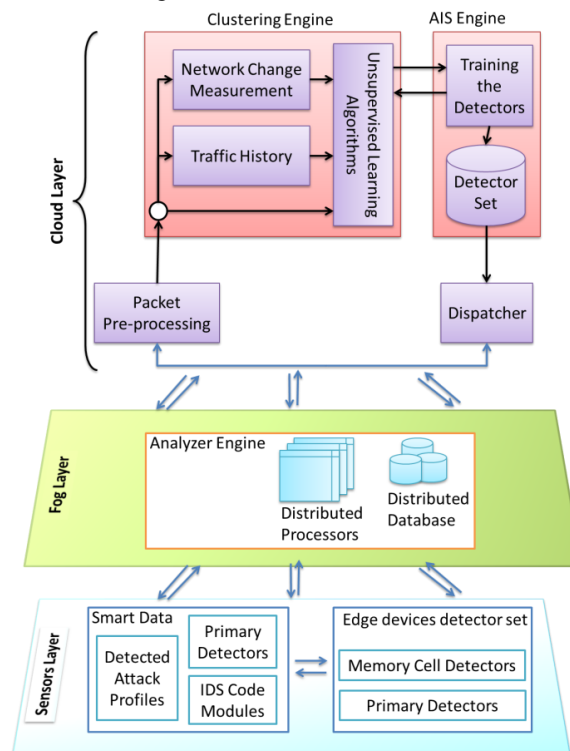 Clustering Engine
AIS Engine
Network Change
Measurement
Traffic History
Unsupervised Learning
Algorithms
Training
the
Detectors
Detector
Set
Cloud Layer
Packet
Pre-processing
Dispatcher
Fog Layer
Analyzer Engine
Distributed
Processors
Distributed
Database
Sensors Layer
Smart Data
Detected
Attack
Profiles
Primary
Detectors
IDS Code
Modules
Edge devices detector set
Memory Cell Detectors
Primary Detectors